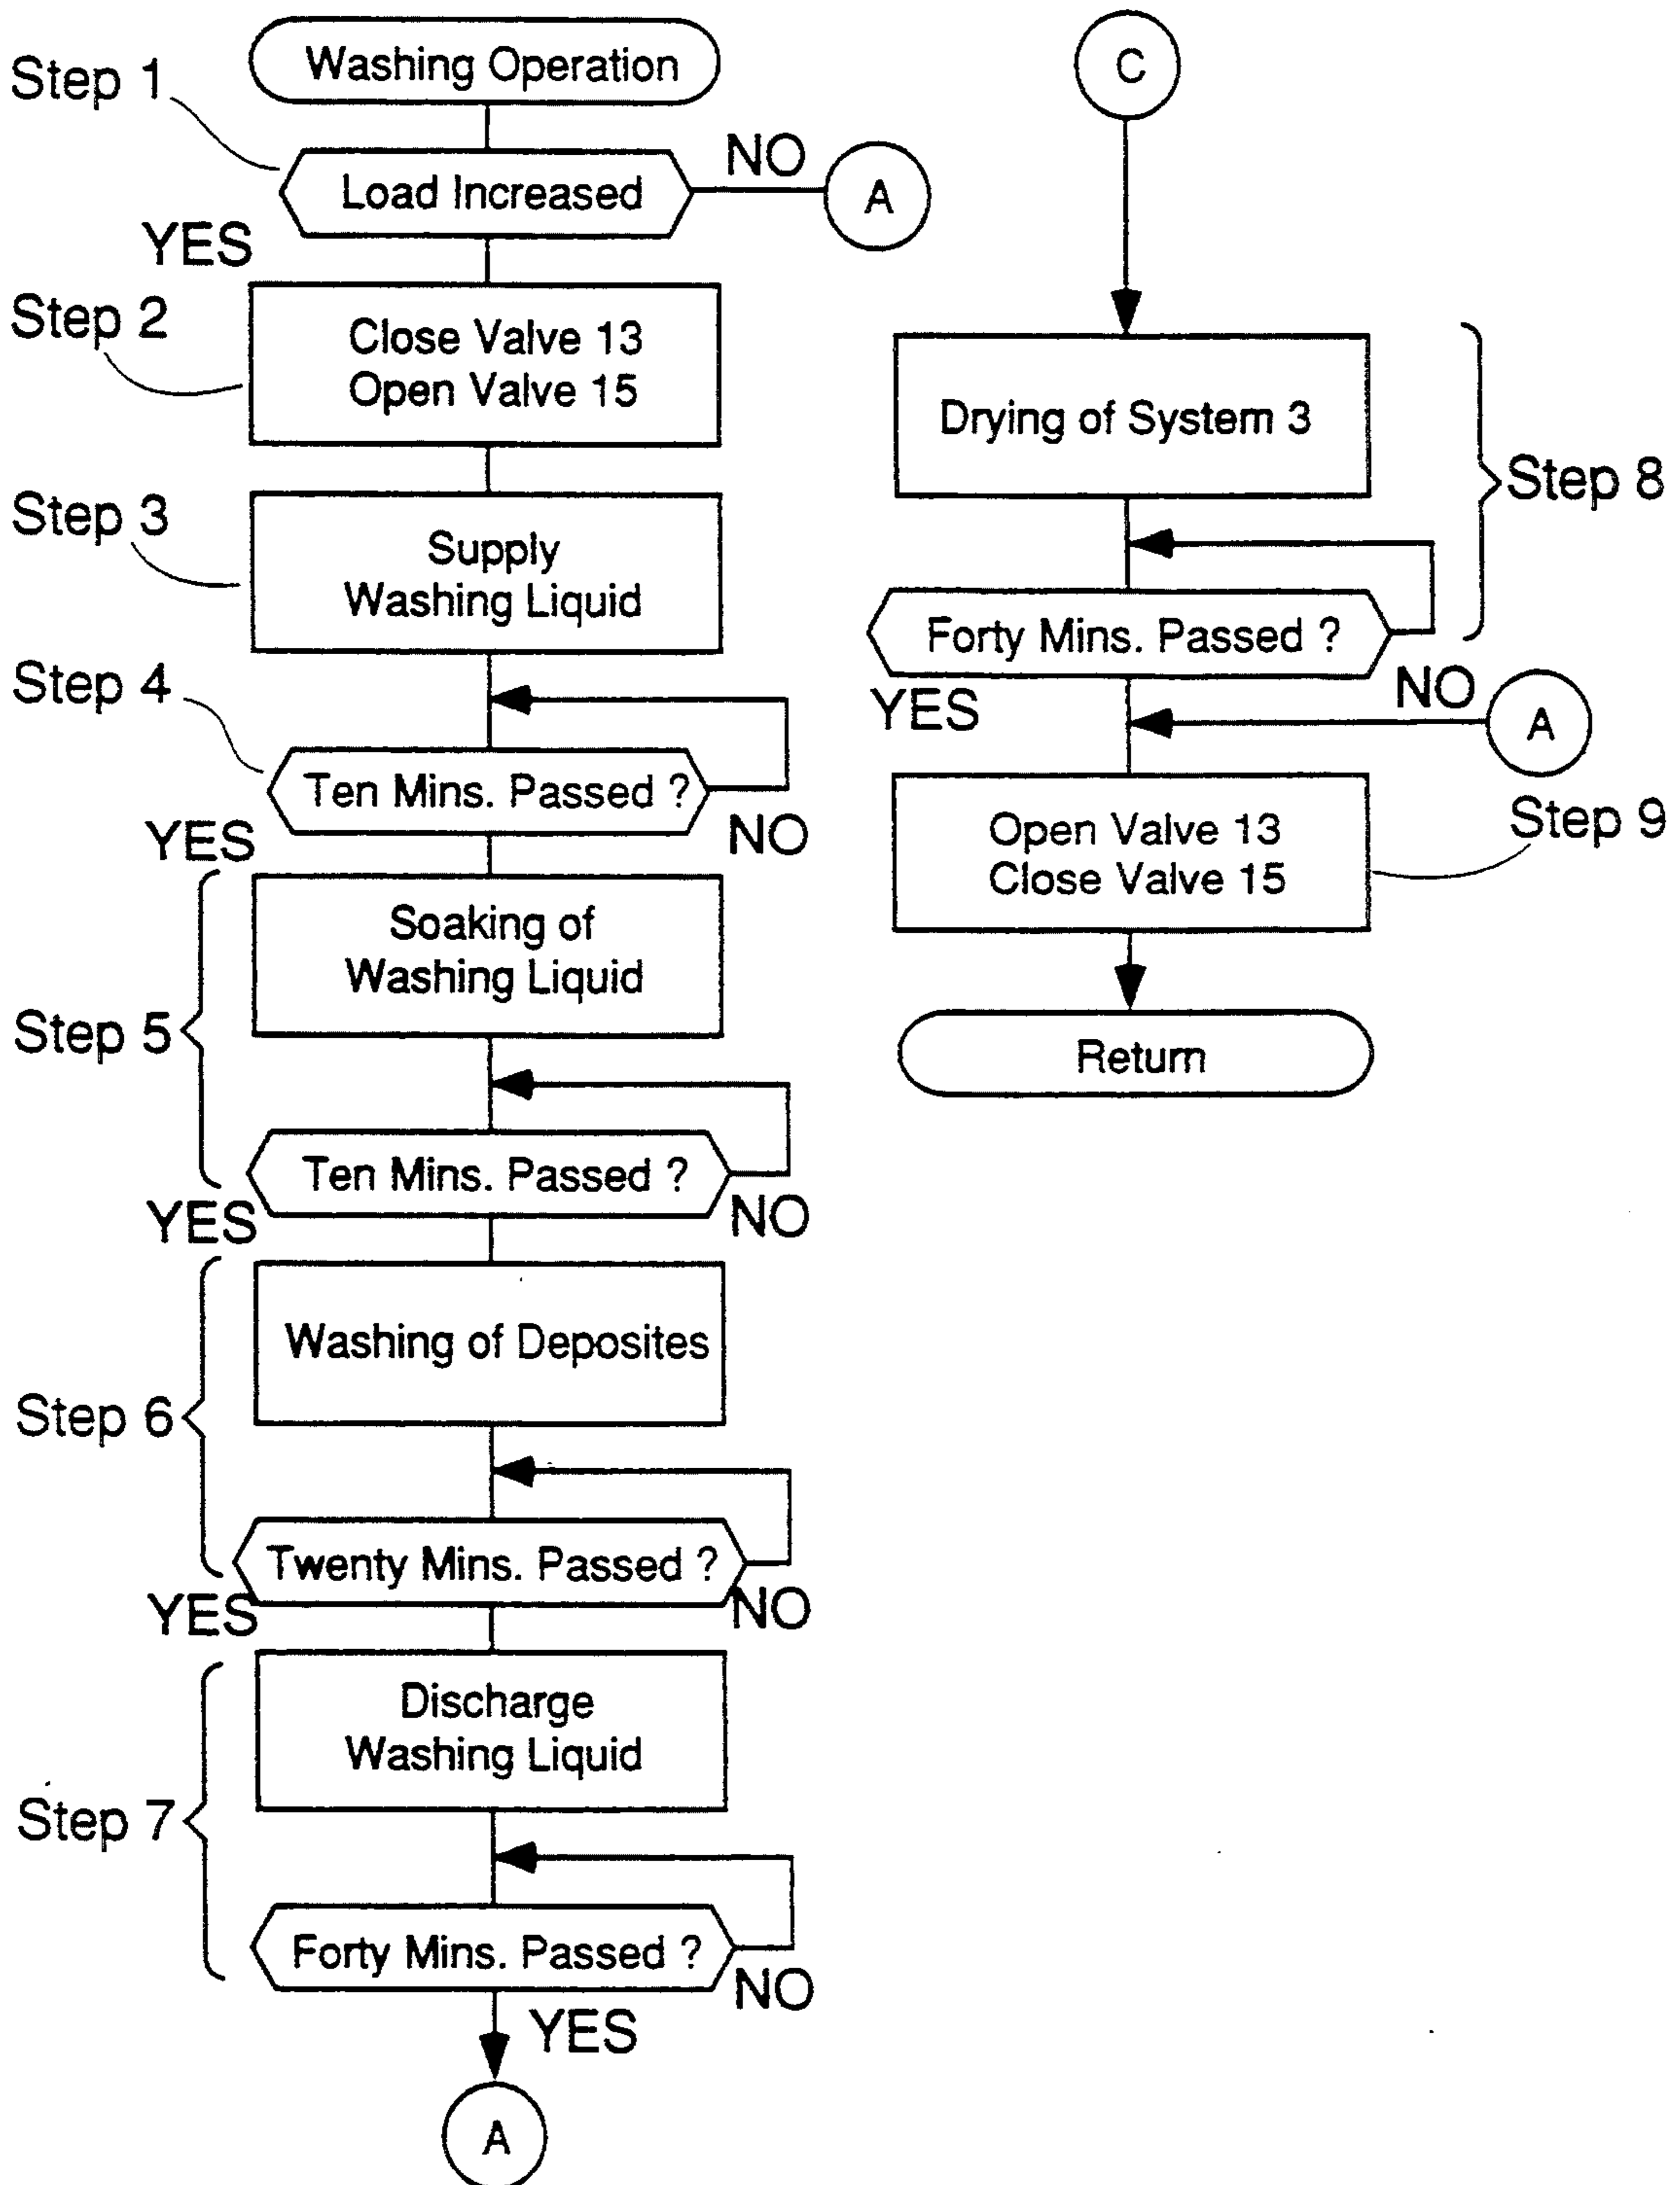 Washing Operation
Step 1
Load Increased
NO
A
YES
Step 2
Close Valve 13
Open Valve 15
Step 3
Supply
Washing Liquid
Step 4
Ten Mins. Passed ?
YES
NO
Soaking of
Washing Liquid
Step 5
Ten Mins. Passed ?
YES
NO
Washing of Deposites
Step 6
Twenty Mins. Passed ?
YES
NO
Discharge
Washing Liquid
Step 7
Forty Mins. Passed ?
NO
YES
A
C
Drying of System 3
Step 8
Forty Mins. Passed ?
YES
NO
A
Open Valve 13
Close Valve 15
Step 9
Return